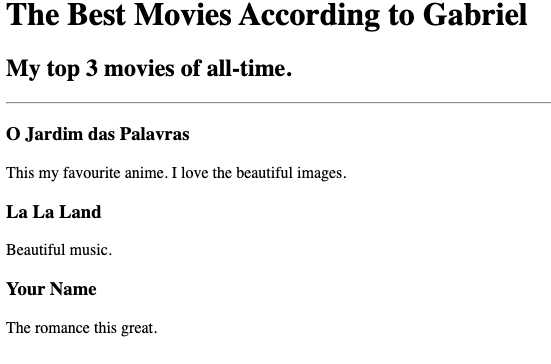 The Best Movies According to Gabriel
My top 3 movies of all-time.
O Jardim das Palavras
This my favourite anime. I love the beautiful images.
La La Land
Beautiful music.
Your Name
The romance this great.